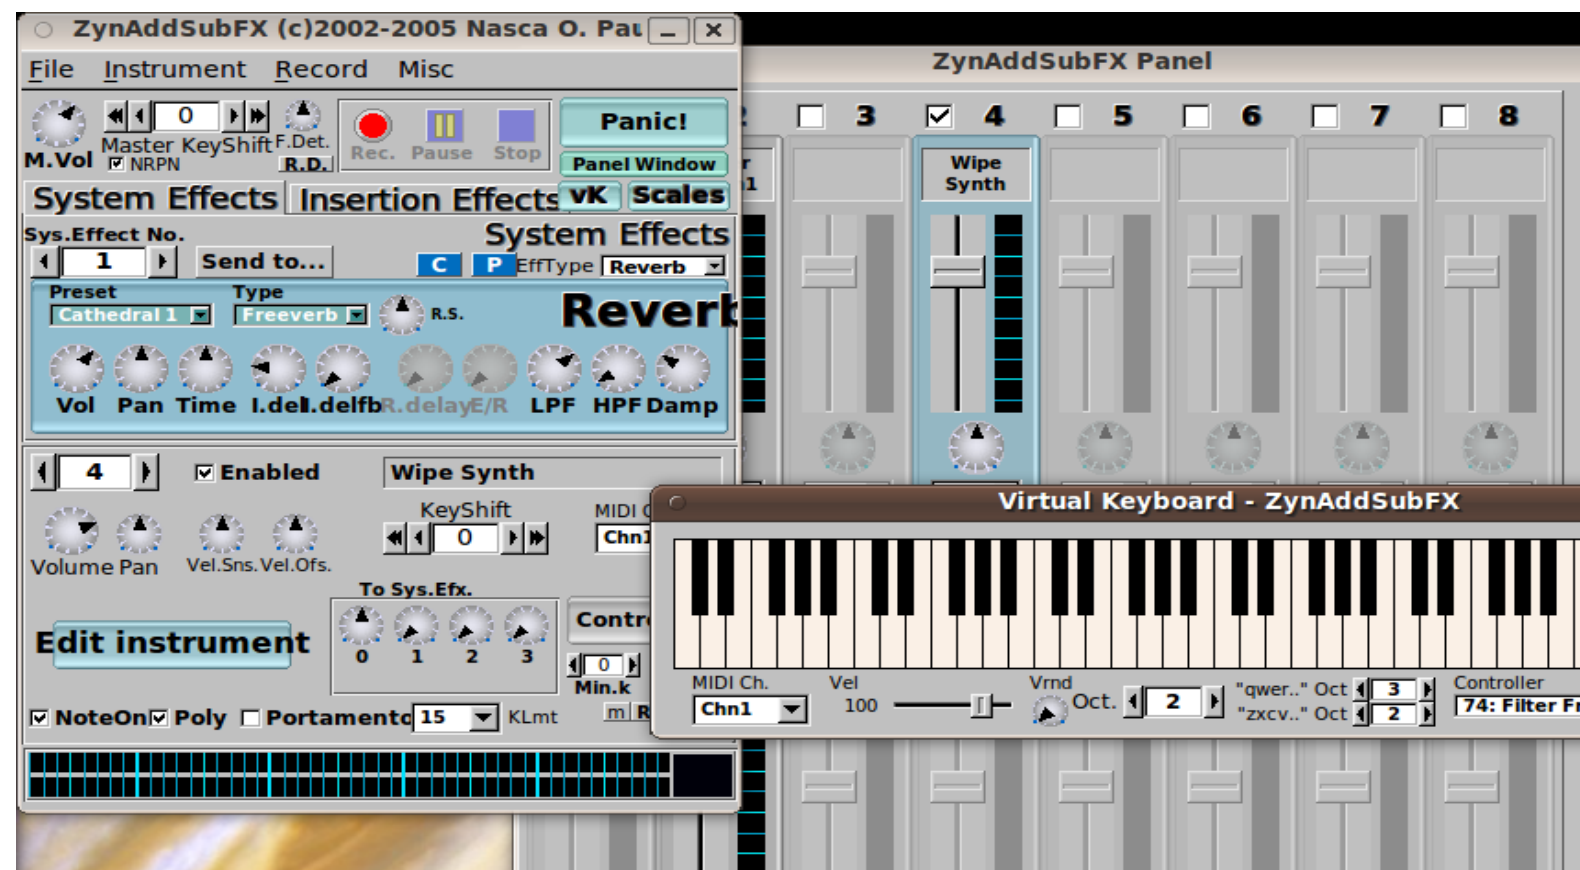 ZynAddSubFX (c)2002-2005 Nasca O. Pau
File Instrument Record Misc
M.Vol
0
Master KeyShift
NRPN
F.Det.
R.D.
Rec. Pause Stop
Panic!
Panel Window
vK Scales
System Effects Insertion Effects
Sys.Effect No.
1
Send to...
System Effects
C P EffType Reverb
Preset Type
Cathedral 1 Freeverb R.S.
Reverb
Vol Pan Time I.del I.delfb R.delay E/R LPF HPF Damp
4 Enabled Wipe Synth
KeyShift
0
MIDI C
Chn1
Volume Pan Vel.Sns. Vel.Ofs.
To Sys.Efx.
0 1 2 3
Edit instrument
Contr
0
Min.k
NoteOn Poly Portamento 15 KLmt
m R
ZynAddSubFX Panel
3 4 5 6 7 8
Wipe
Synth
Virtual Keyboard - ZynAddSubFX
MIDI Ch.
Chn1
Vel
100
Vrnd
Oct. 2
"qwer.." Oct 3
"zxcv.." Oct 2
Controller
74: Filter Fr